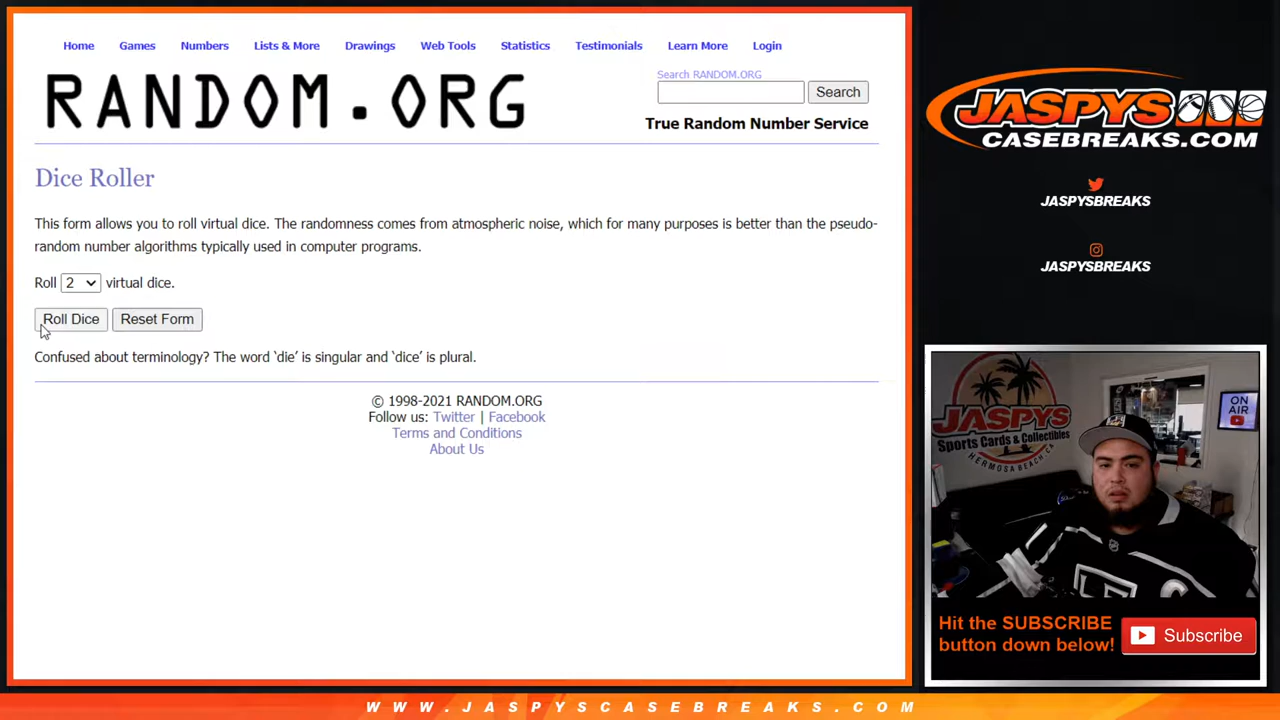 Home Games Numbers Lists & More Drawings Web Tools Statistics Testimonials Learn More Login
RANDOM.ORG
Search RANDOM.ORG
Search
True Random Number Service
Dice Roller
This form allows you to roll virtual dice. The randomness comes from atmospheric noise, which for many purposes is better than the pseudo-
random number algorithms typically used in computer programs.
Roll 2 virtual dice.
Roll Dice Reset Form
Confused about terminology? The word ‘die’ is singular and ‘dice’ is plural.
© 1998-2021 RANDOM.ORG
Follow us: Twitter | Facebook
Terms and Conditions
About Us
JASPYS
CASEBREAKS.COM
JASPYSBREAKS
JASPYSBREAKS
JASPYS
Sports Cards & Collectibles
HERMOSA BEACH, CA
ON
AIR
Hit the SUBSCRIBE
button down below!
Subscribe
WWW.JASPYSCASEBREAKS.COM